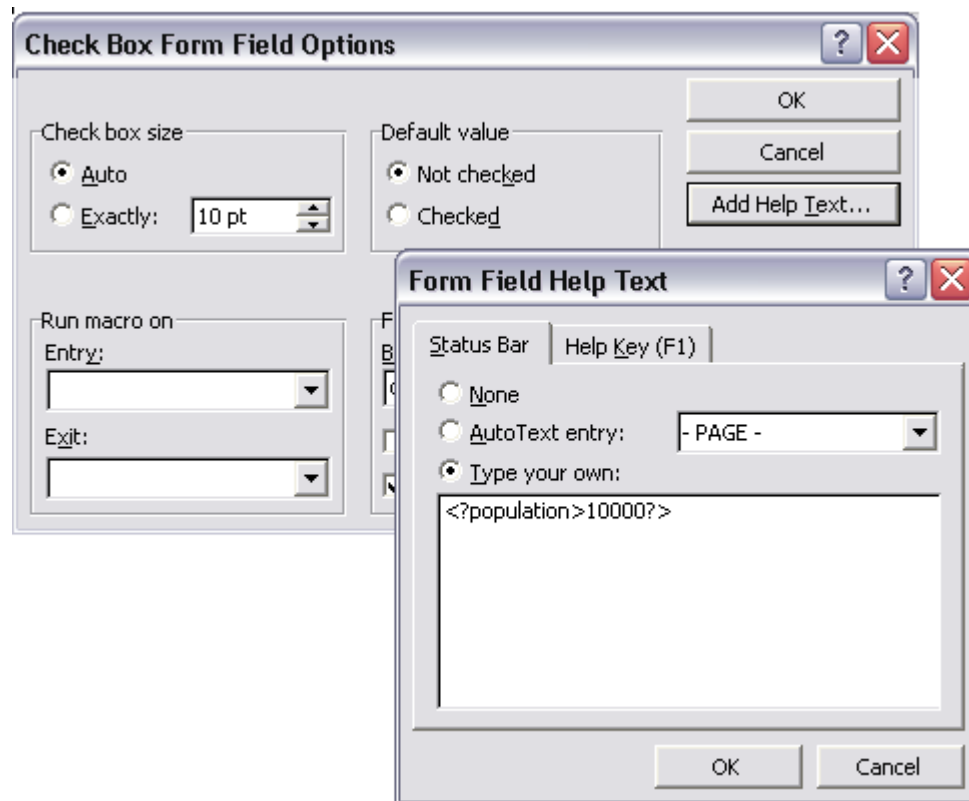 Check Box Form Field Options
OK
Check box size
Default value
Cancel
Auto
Not checked
Exactly: 10 pt
Checked
Add Help Text...
Form Field Help Text
Run macro on
Entry:
Exit:
Status Bar
Help Key (F1)
None
AutoText entry: - PAGE -
Type your own:
<?population>10000?>
OK
Cancel